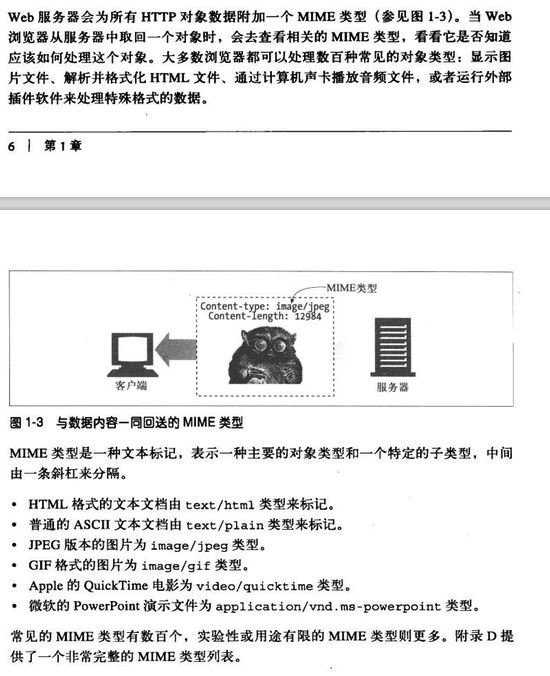 Web 服务器会为所有 HTTP 对象数据附加一个 MIME 类型（参见图 1-3）。当 Web
浏览器从服务器中取回一个对象时，会去查看相关的 MIME 类型，看看它是否知道
应该如何处理这个对象。大多数浏览器都可以处理数百种常见的对象类型：显示图
片文件、解析并格式化 HTML 文件、通过计算机声卡播放音频文件，或者运行外部
插件软件来处理特殊格式的数据。
6 | 第 1 章
MIME类型
Content-type: image/jpeg
Content-length: 12984
客户端
服务器
图 1-3 与数据内容一同回送的 MIME 类型
MIME 类型是一种文本标记，表示一种主要的对象类型和一个特定的子类型，中间
由一条斜杠来分隔。
• HTML 格式的文本文档由 text/html 类型来标记。
• 普通的 ASCII 文本文档由 text/plain 类型来标记。
• JPEG 版本的图片为 image/jpeg 类型。
• GIF 格式的图片为 image/gif 类型。
• Apple 的 QuickTime 电影为 video/quicktime 类型。
• 微软的 PowerPoint 演示文件为 application/vnd.ms-powerpoint 类型。
常见的 MIME 类型有数百个，实验性或用途有限的 MIME 类型则更多。附录 D 提
供了一个非常完整的 MIME 类型列表。